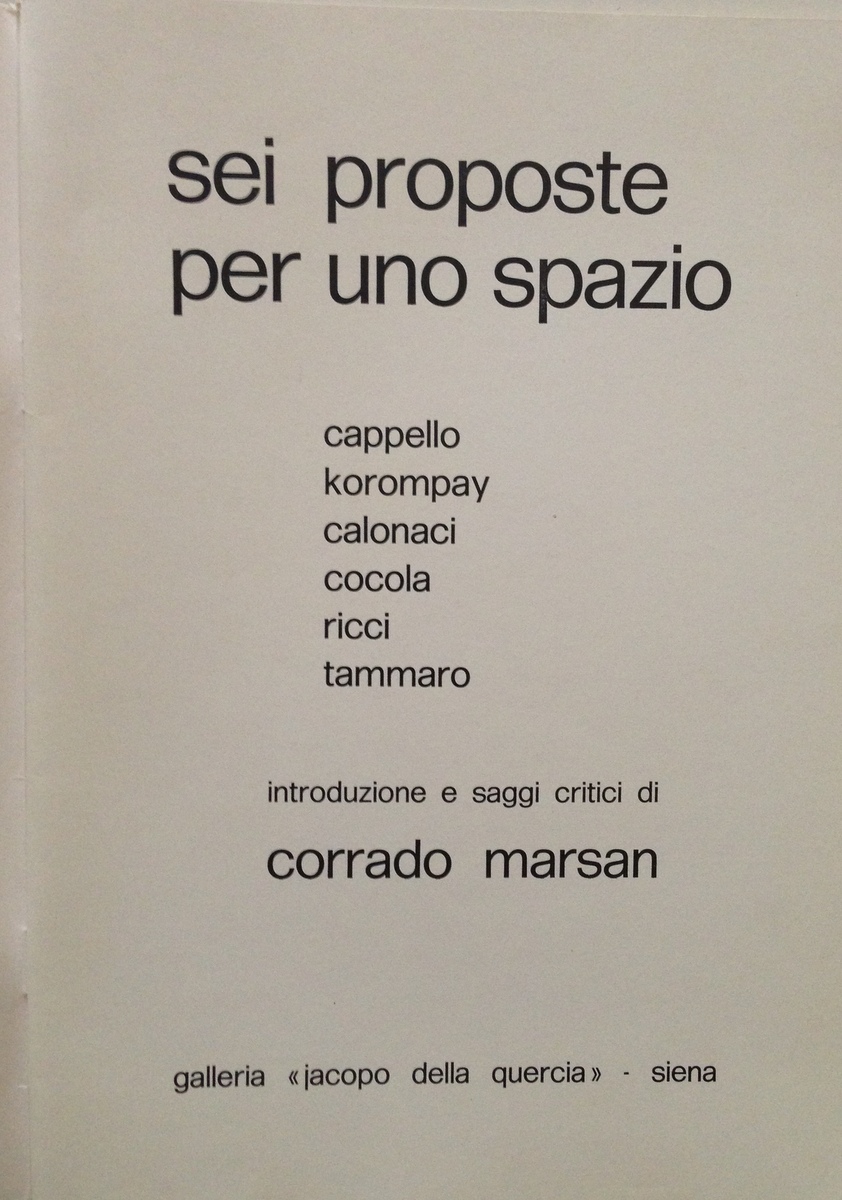 sei proposte
per uno spazio
cappello
korompay
calonaci
cocola
ricci
tammaro
introduzione e saggi critici di
corrado marsan
galleria «jacopo della quercia» - siena